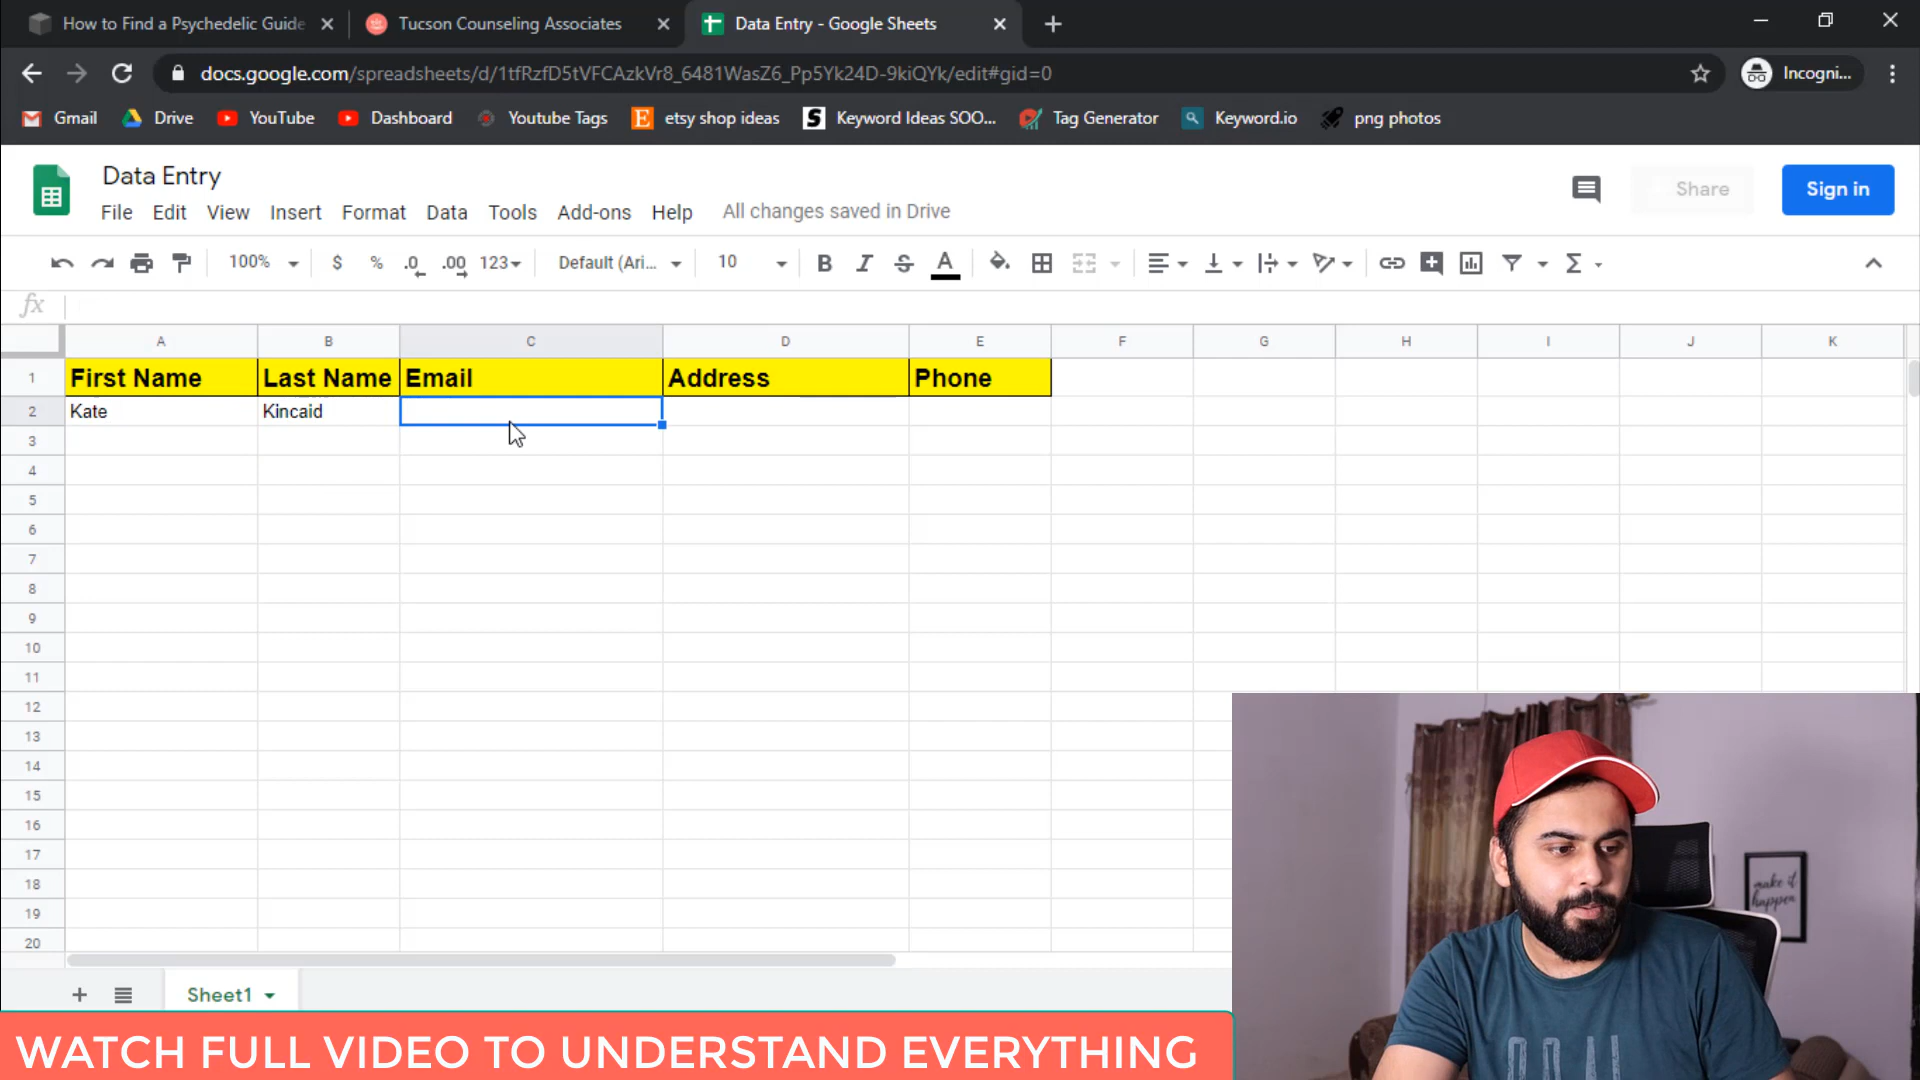 How to Find a Psychedelic Guide
Tucson Counseling Associates
Data Entry - Google Sheets
docs.google.com/spreadsheets/d/1tfRzfD5tVFCAzkVr8_6481WasZ6_Pp5Yk24D-9kiQYk/edit#gid=0
Incogni...
Gmail Drive YouTube Dashboard Youtube Tags etsy shop ideas Keyword Ideas SOO... Tag Generator Keyword.io png photos
Data Entry
Share
Sign in
File Edit View Insert Format Data Tools Add-ons Help All changes saved in Drive
100% $ % .0 .00 123 Default (Ari... 10 B I S A Σ
fx
A B C D E F G H I J K
1 First Name Last Name Email Address Phone
2 Kate Kincaid
3
4
5
6
7
8
9
10
11
12
13
14
15
16
17
18
19
20
make it
happen
Sheet1
WATCH FULL VIDEO TO UNDERSTAND EVERYTHING